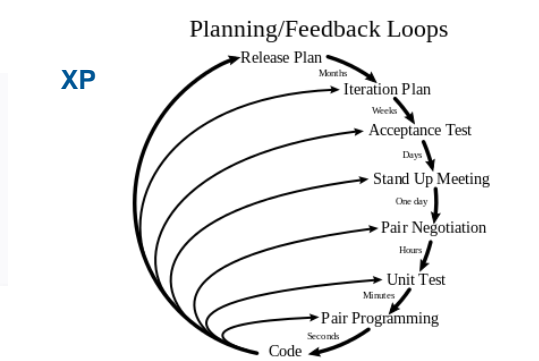 Planning/Feedback Loops
XP
Release Plan
Months
Iteration Plan
Weeks
Acceptance Test
Days
Stand Up Meeting
One day
Pair Negotiation
Hours
Unit Test
Minutes
Pair Programming
Seconds
Code